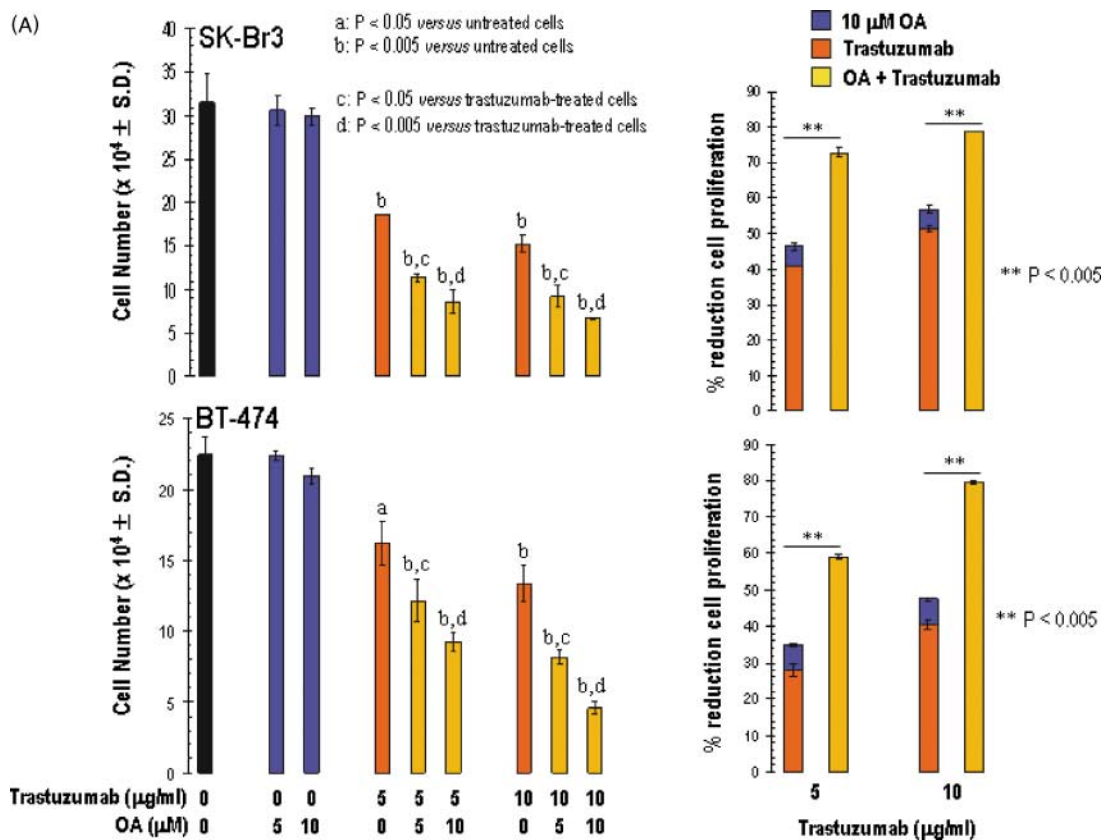 (A)
SK-Br3
a: P < 0.05 versus untreated cells
b: P < 0.005 versus untreated cells
c: P < 0.05 versus trastuzumab-treated cells
d: P < 0.005 versus trastuzumab-treated cells
Cell Number (x 10⁴ ± S.D.)
40
35
30
25
20
15
10
5
0
b
b,c
b,d
b
b,c
b,d
10 µM OA
Trastuzumab
OA + Trastuzumab
% reduction cell proliferation
90
80
70
60
50
40
30
20
10
0
**
**
** P < 0.005
BT-474
Cell Number (x 10⁴ ± S.D.)
25
20
15
10
5
0
a
b,c
b,d
b
b,c
b,d
Trastuzumab (µg/ml) 0 0 0 5 5 5 10 10 10
OA (µM) 0 5 10 0 5 10 0 5 10
% reduction cell proliferation
90
80
70
60
50
40
30
20
10
0
**
**
** P < 0.005
5 10
Trastuzumab (µg/ml)